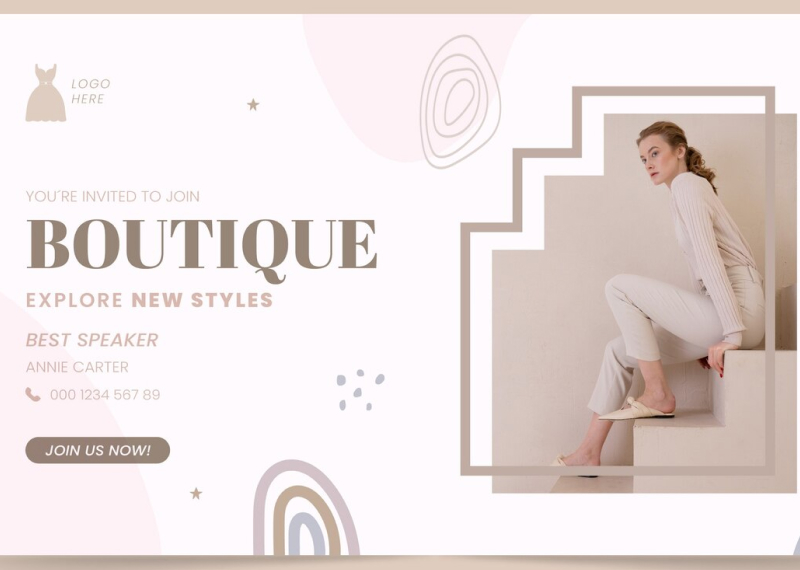 LOGO
HERE
YOU´RE INVITED TO JOIN
BOUTIQUE
EXPLORE NEW STYLES
BEST SPEAKER
ANNIE CARTER
000 1234 567 89
JOIN US NOW!